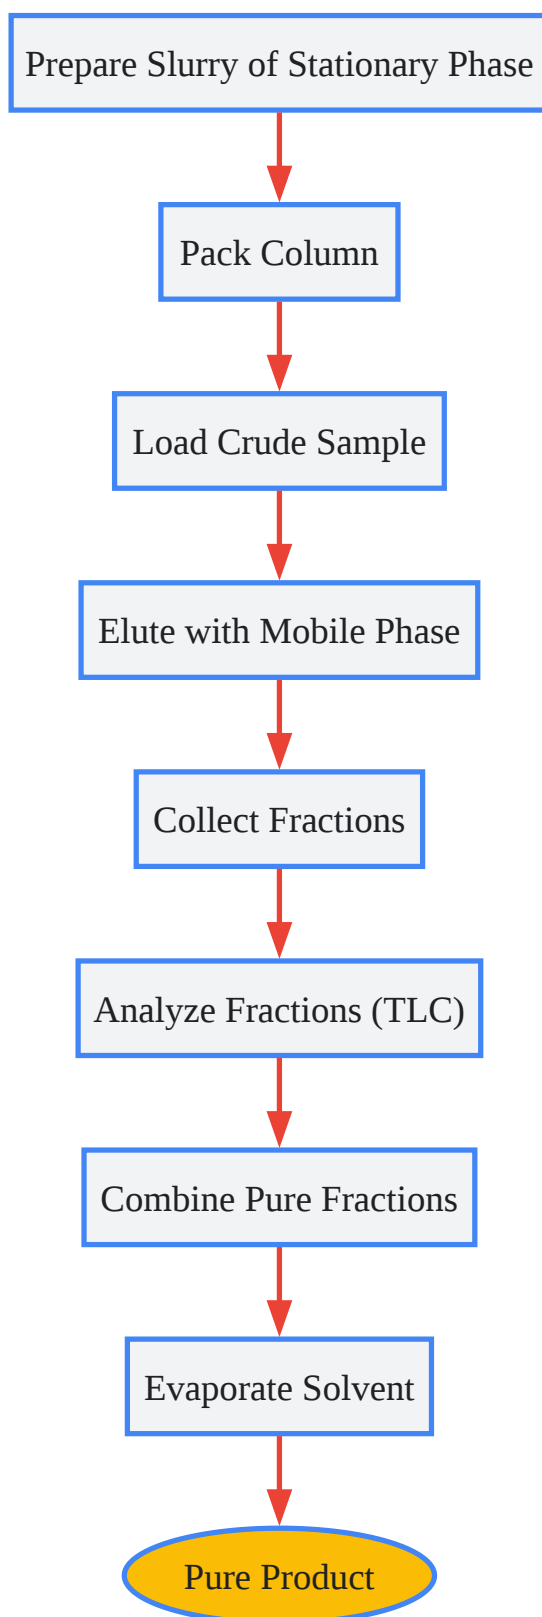 Prepare Slurry of Stationary Phase
Pack Column
Load Crude Sample
Elute with Mobile Phase
Collect Fractions
Analyze Fractions (TLC)
Combine Pure Fractions
Evaporate Solvent
Pure Product